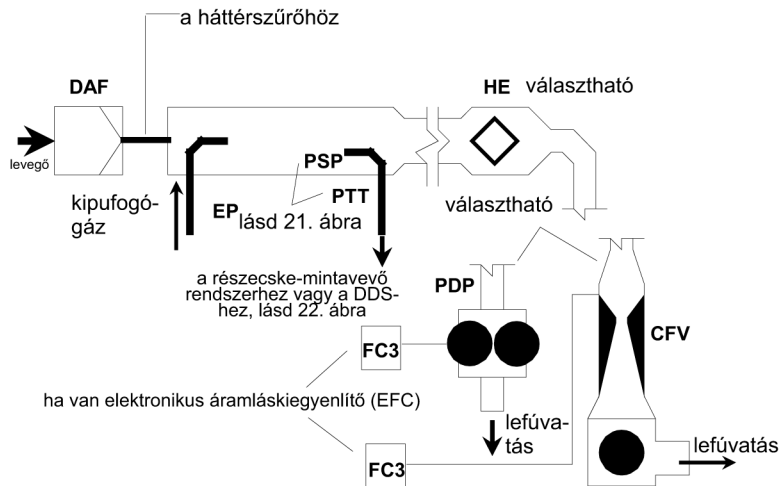 a háttérszűrőhöz
DAF
HE választható
levegő
PSP
PTT
kipufogó-
gáz
EP
lásd 21. ábra
választható
a részecske-mintavevő
rendszerhez vagy a DDS-
hez, lásd 22. ábra
PDP
CFV
FC3
ha van elektronikus áramláskiegyenlítő (EFC)
lefúva-
tás
lefúvatás
FC3